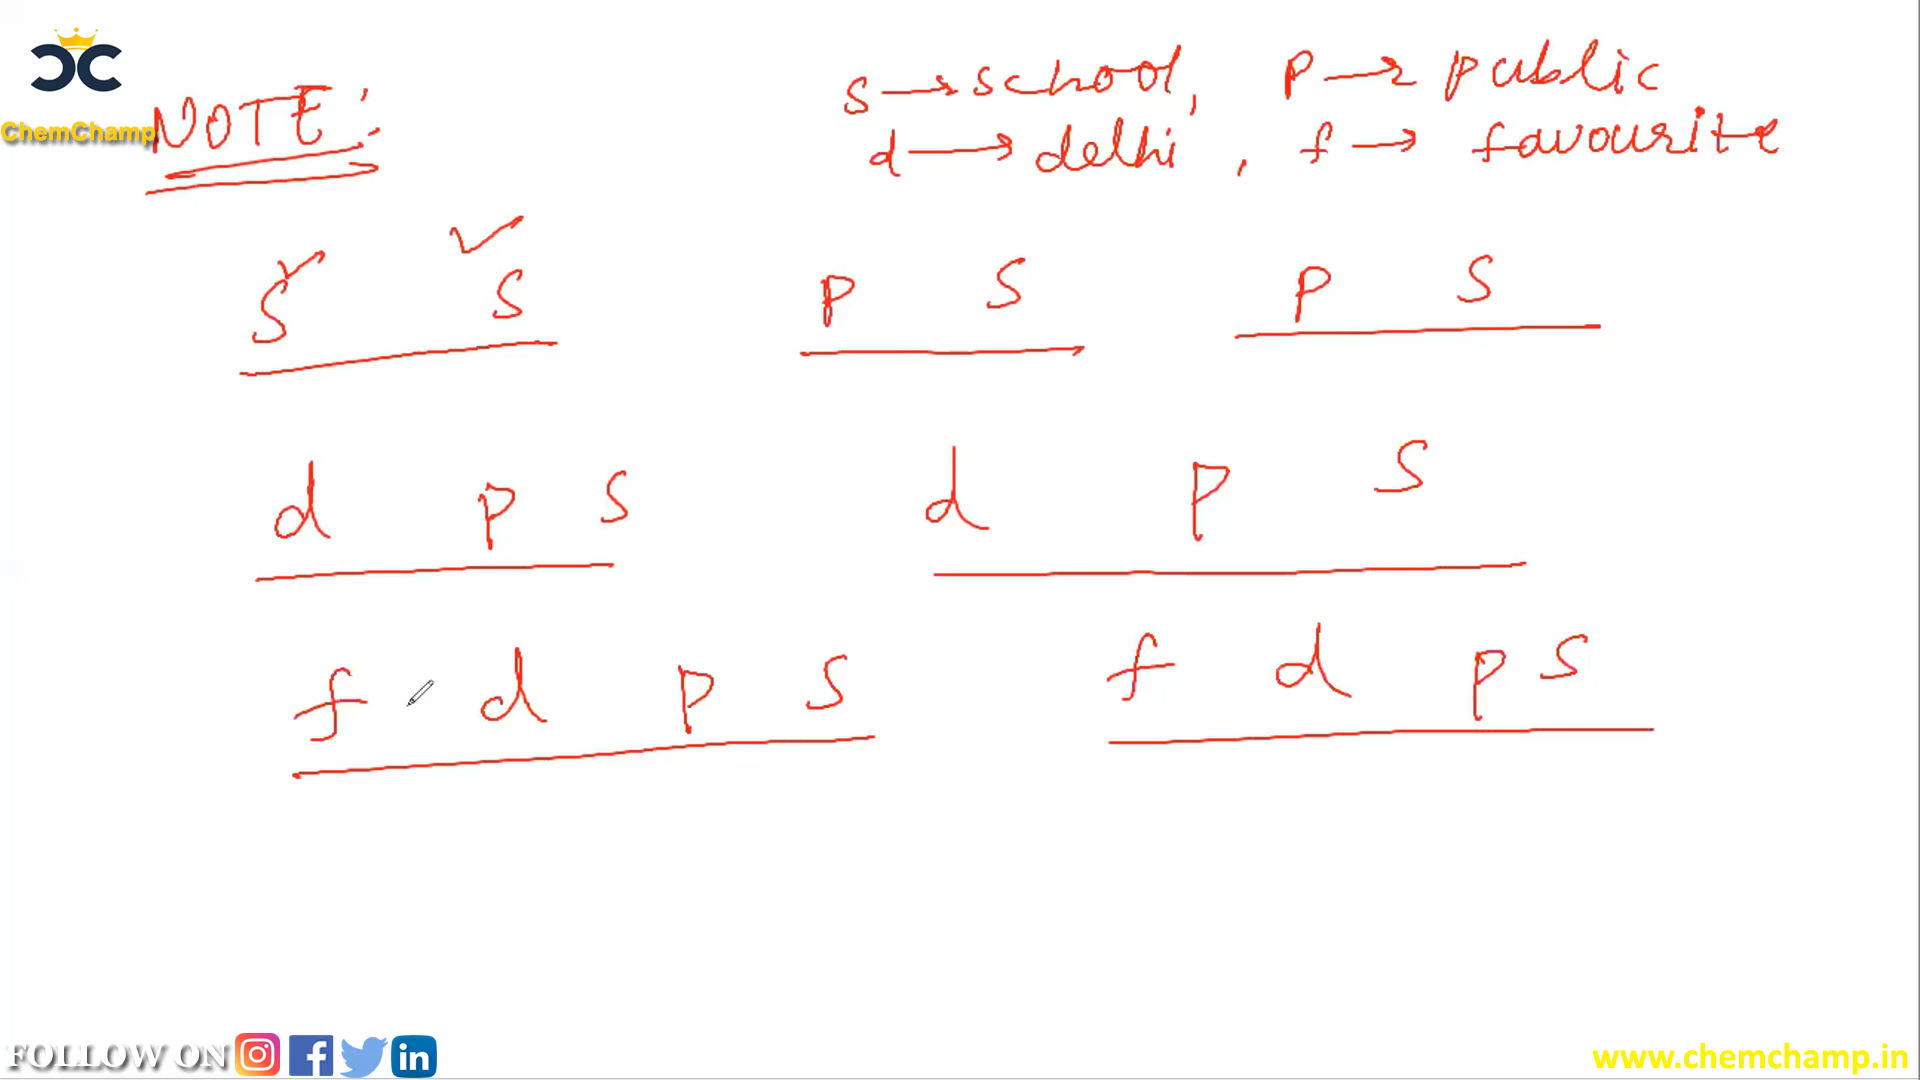 ChemChamp
NOTE:
s → school, p → public
d → delhi, f → favourite
S S p S p S
d p s d p S
f d p s f d p s
FOLLOW ON
www.chemchamp.in